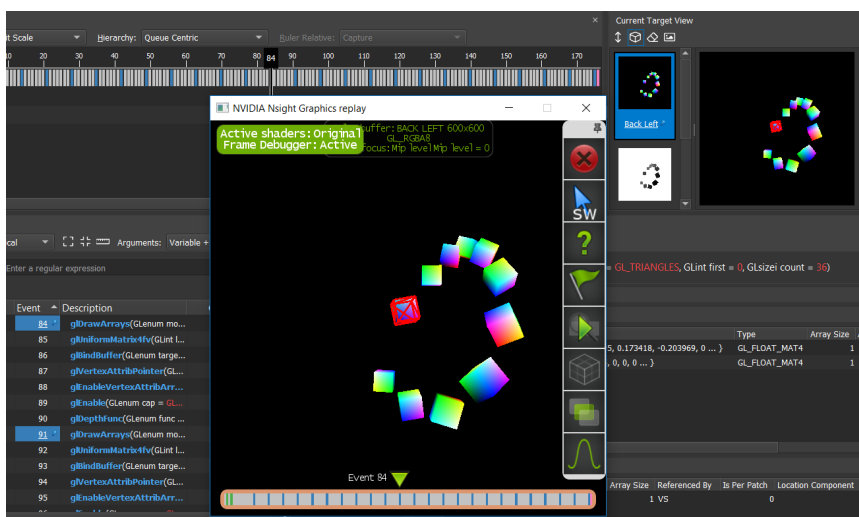 Current Target View
it Scale
Hierarchy: Queue Centric
Ruler Relative: Capture
20 30 40 50 60 70 80 84 90 100 110 120 130 140 150 160 170
NVIDIA Nsight Graphics replay
Active shaders:Original
Frame Debugger:Active
buffer: BACK LEFT 600x600
GL_RGBA8
Focus:Mip level Mip level = 0
Back Left
SW
Arguments: Variable +
Enter a regular expression
= GL_TRIANGLES, GLint first = 0, GLsizei count = 36)
Event Description
84 glDrawArrays(GLenum mo...
85 glUniformMatrix4fv(GLint l...
86 glBindBuffer(GLenum targe...
87 glVertexAttribPointer(GL...
88 glEnableVertexAttribArr...
89 glEnable(GLenum cap = GL...
90 glDepthFunc(GLenum func ...
91 glDrawArrays(GLenum mo...
92 glUniformMatrix4fv(GLint l...
93 glBindBuffer(GLenum targe...
94 glVertexAttribPointer(GL...
95 glEnableVertexAttribArr...
Type Array Size
5, 0.173418, -0.203969, 0 ... } GL_FLOAT_MAT4 1
, 0, 0, 0 ... } GL_FLOAT_MAT4 1
Event 84
Array Size Referenced By Is Per Patch Location Component
1 VS 0